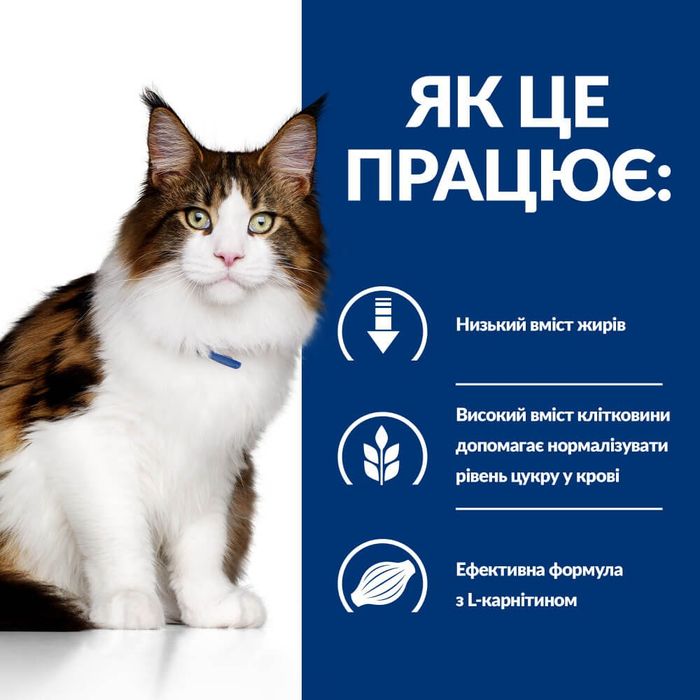 ЯК ЦЕ
ПРАЦЮЄ:
Низький вміст жирів
Високий вміст клітковини
допомагає нормалізувати
рівень цукру у крові
Ефективна формула
з L-карнітином